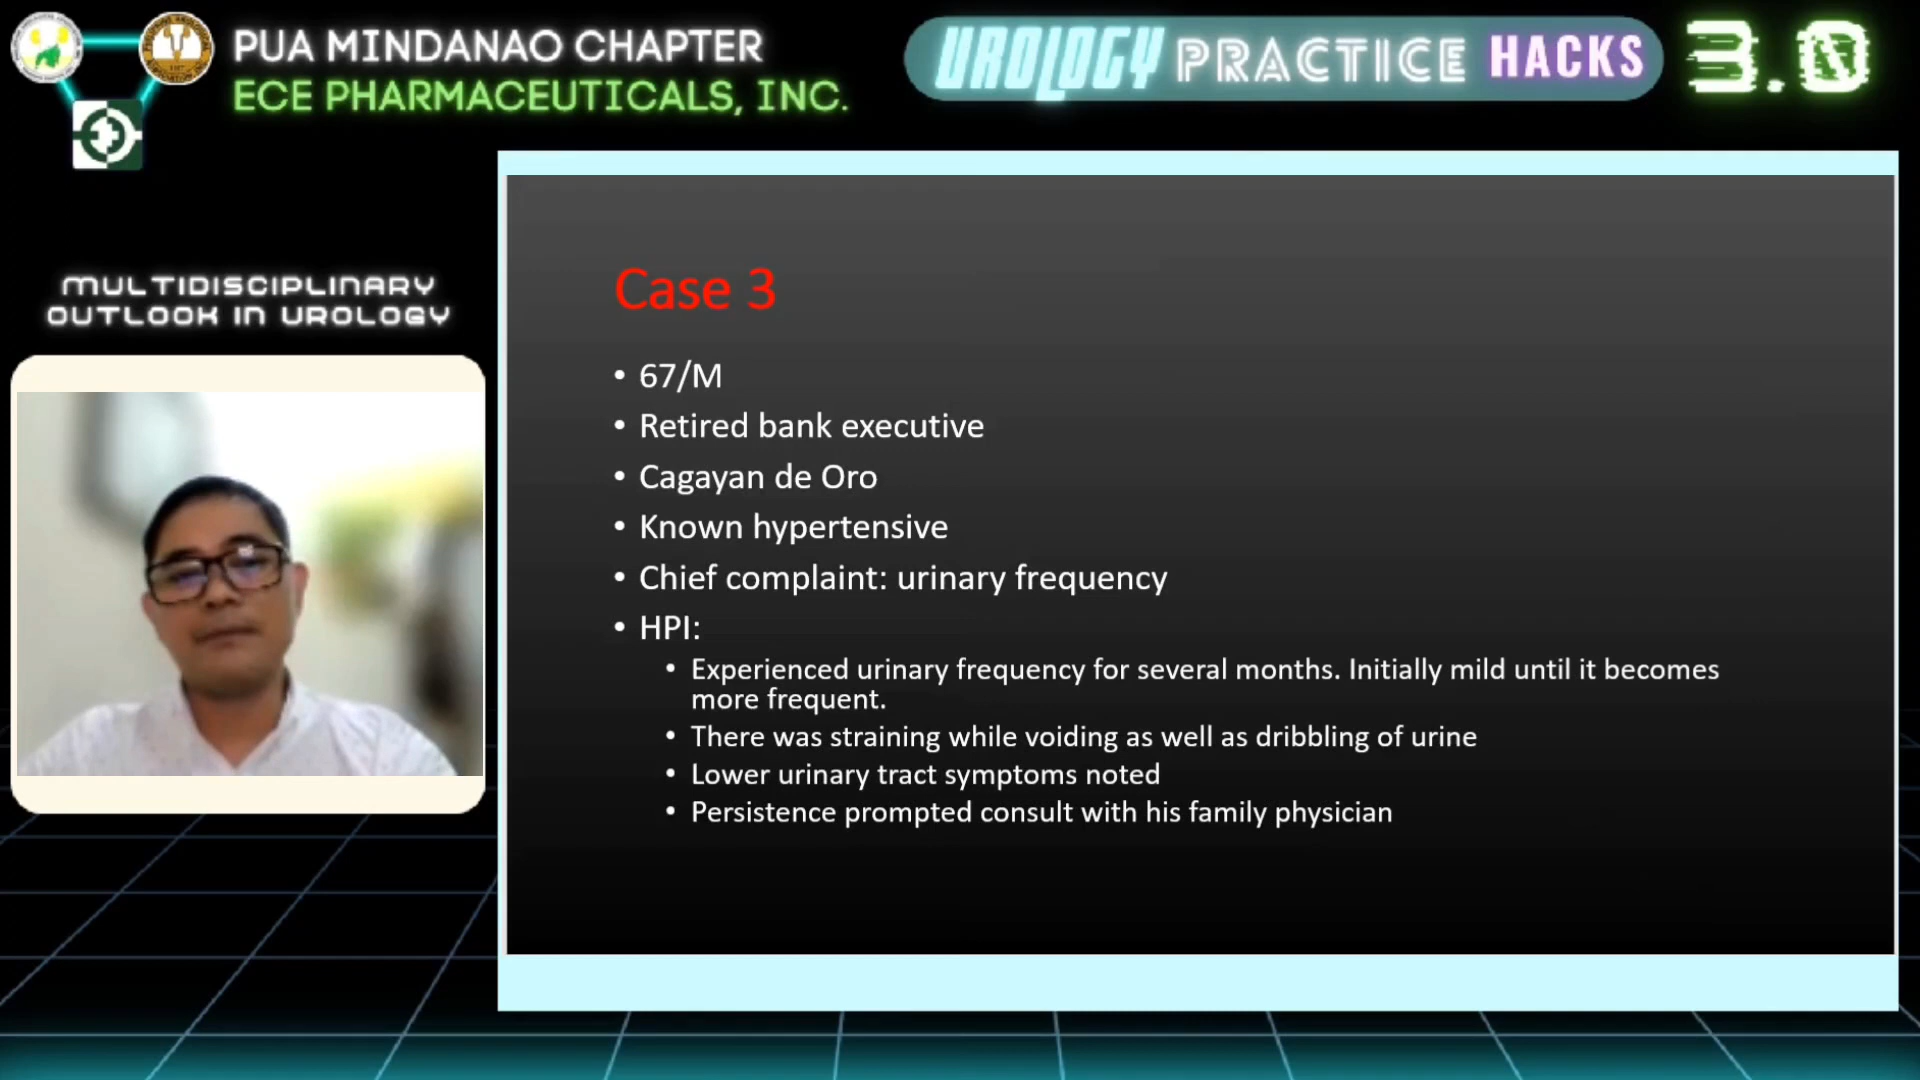 PUA MINDANAO CHAPTER
ECE PHARMACEUTICALS, INC.
UROLOGY PRACTICE HACKS 3.0
MULTIDISCIPLINARY
OUTLOOK IN UROLOGY
Case 3
• 67/M
• Retired bank executive
• Cagayan de Oro
• Known hypertensive
• Chief complaint: urinary frequency
• HPI:
• Experienced urinary frequency for several months. Initially mild until it becomes
more frequent.
• There was straining while voiding as well as dribbling of urine
• Lower urinary tract symptoms noted
• Persistence prompted consult with his family physician